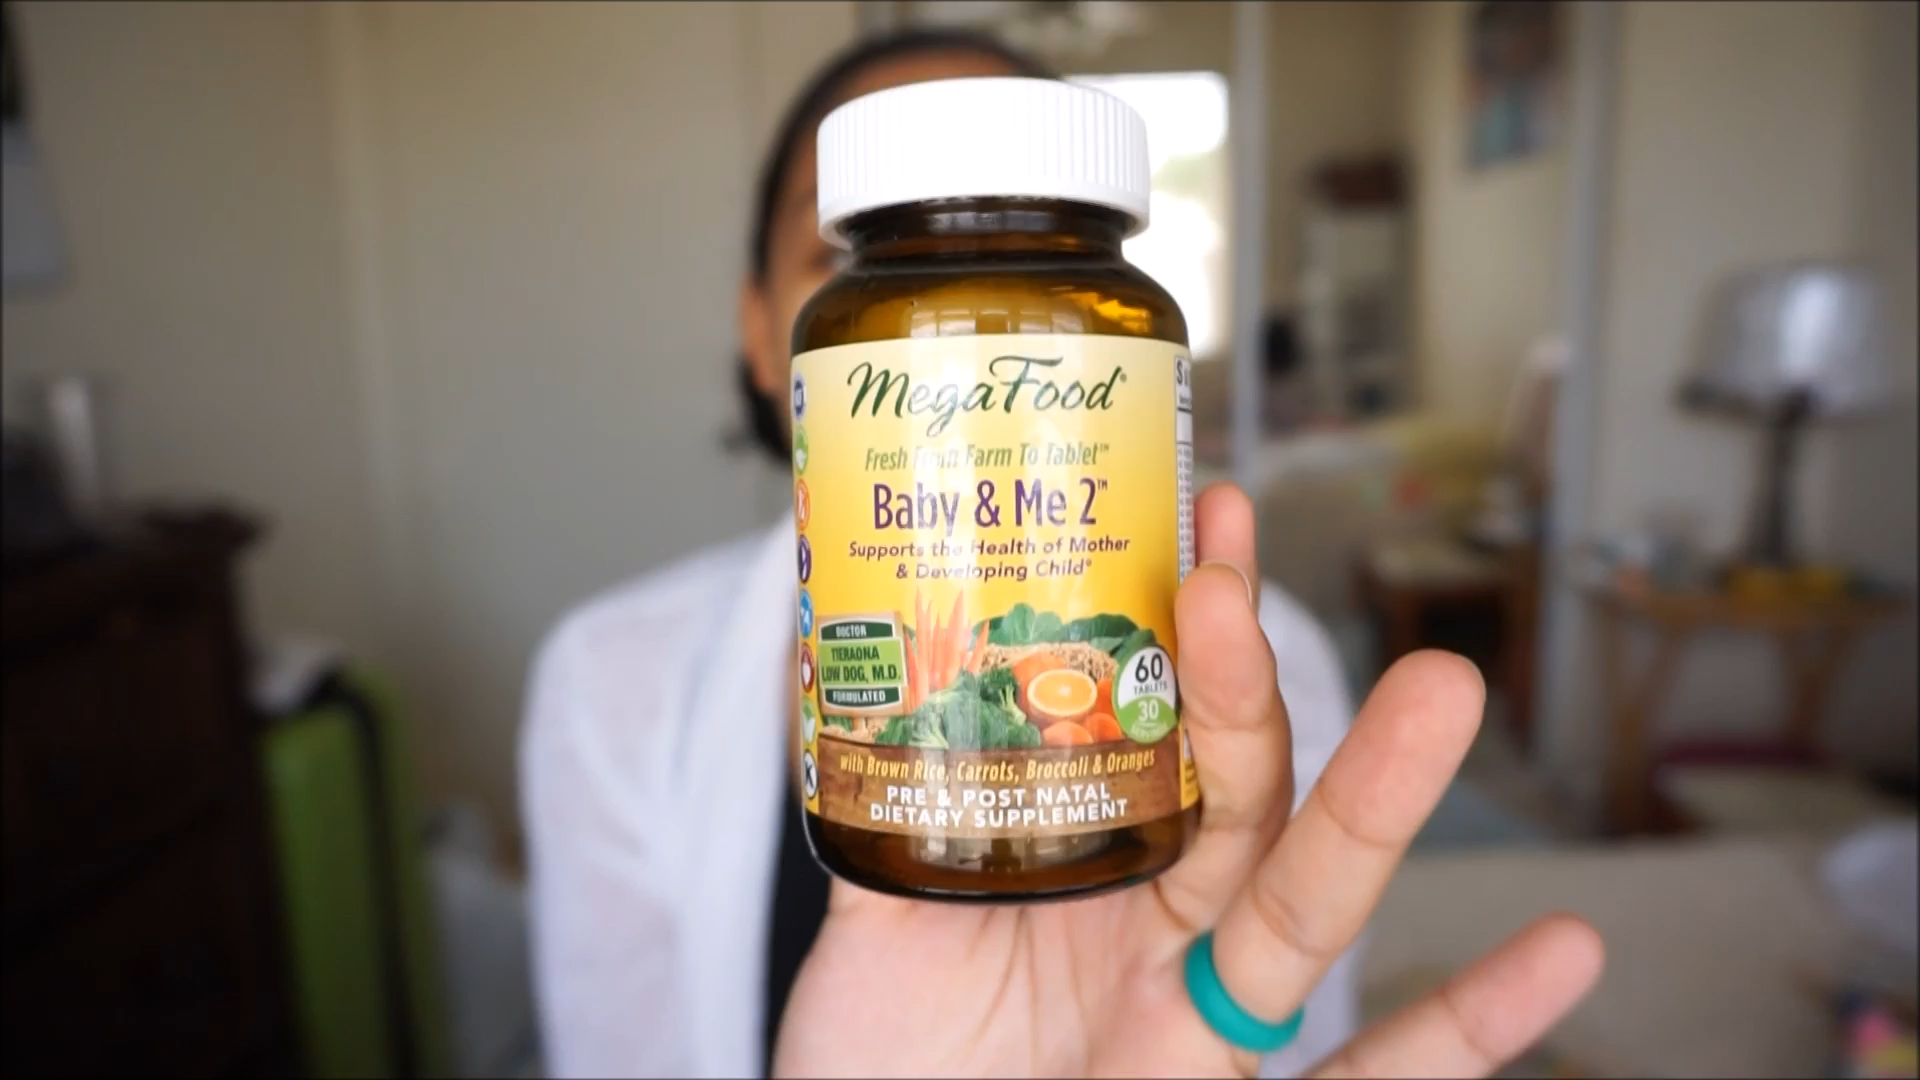 MegaFood®
Fresh From Farm To Tablet™
Baby & Me 2™
Supports the Health of Mother
& Developing Child*
DOCTOR
TIERAONA
LOW DOG, M.D.
FORMULATED
60
TABLETS
30
with Brown Rice, Carrots, Broccoli & Oranges
PRE & POST NATAL
DIETARY SUPPLEMENT